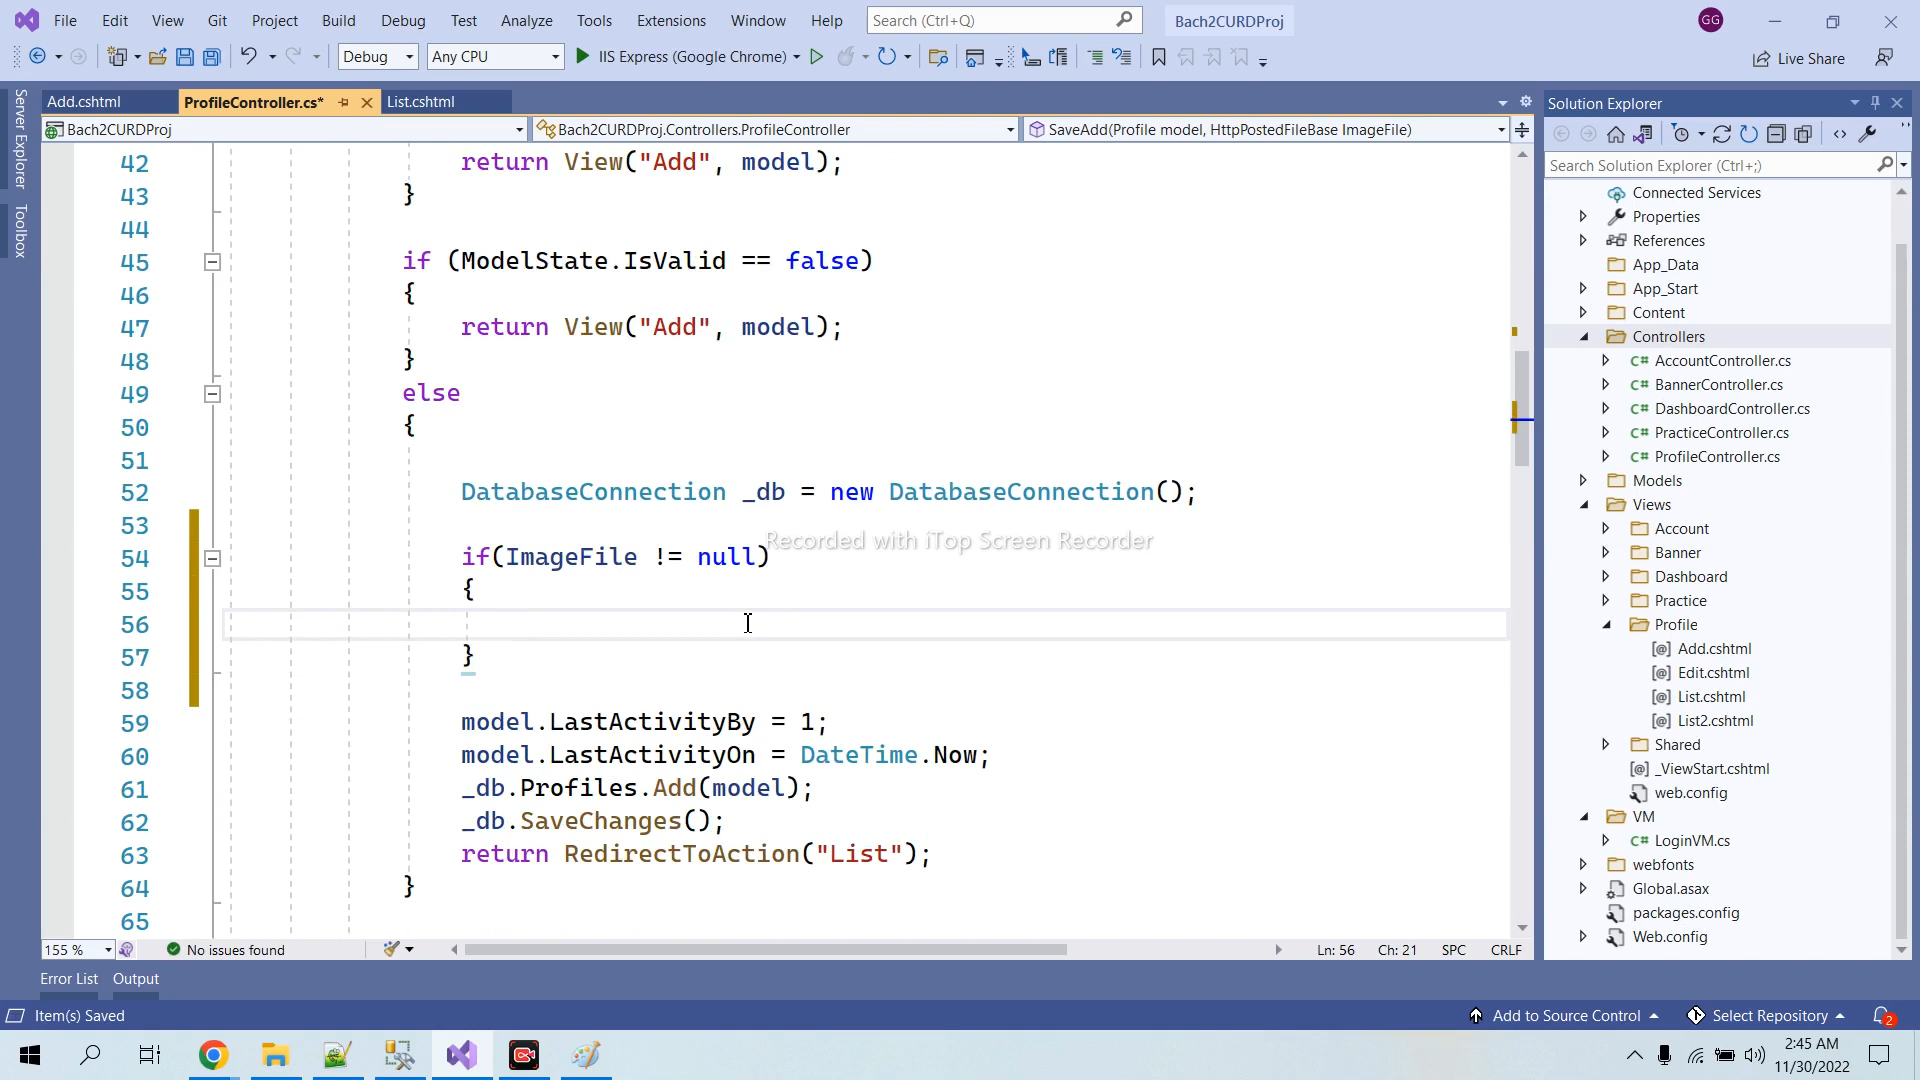 File Edit View Git Project Build Debug Test Analyze Tools Extensions Window Help Search (Ctrl+Q) Bach2CURDProj GG
Debug Any CPU IIS Express (Google Chrome) Live Share
Server Explorer
Toolbox
Add.cshtml ProfileController.cs* List.cshtml
Bach2CURDProj Bach2CURDProj.Controllers.ProfileController SaveAdd(Profile model, HttpPostedFileBase ImageFile)
42 return View("Add", model);
43 }
44
45 if (ModelState.IsValid == false)
46 {
47 return View("Add", model);
48 }
49 else
50 {
51
52 DatabaseConnection _db = new DatabaseConnection();
53
Recorded with iTop Screen Recorder
54 if(ImageFile != null)
55 {
56
57 }
58
59 model.LastActivityBy = 1;
60 model.LastActivityOn = DateTime.Now;
61 _db.Profiles.Add(model);
62 _db.SaveChanges();
63 return RedirectToAction("List");
64 }
65
155 % No issues found Ln: 56 Ch: 21 SPC CRLF
Solution Explorer
Search Solution Explorer (Ctrl+;)
Connected Services
Properties
References
App_Data
App_Start
Content
Controllers
C# AccountController.cs
C# BannerController.cs
C# DashboardController.cs
C# PracticeController.cs
C# ProfileController.cs
Models
Views
Account
Banner
Dashboard
Practice
Profile
[@] Add.cshtml
[@] Edit.cshtml
[@] List.cshtml
[@] List2.cshtml
Shared
[@] _ViewStart.cshtml
web.config
VM
C# LoginVM.cs
webfonts
Global.asax
packages.config
Web.config
Error List Output
Item(s) Saved Add to Source Control Select Repository 2
2:45 AM
11/30/2022